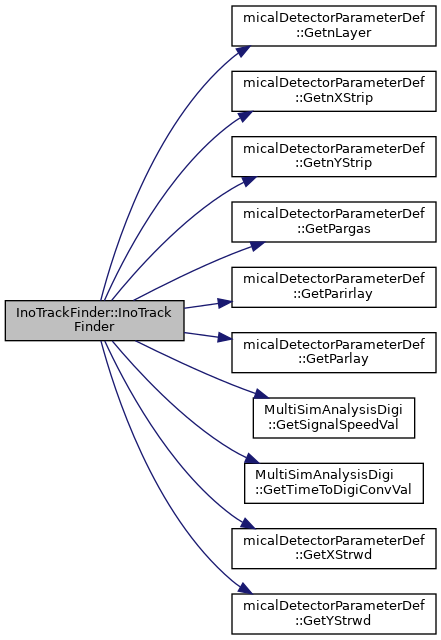 micalDetectorParameterDef
::GetnLayer
micalDetectorParameterDef
::GetnXStrip
micalDetectorParameterDef
::GetnYStrip
micalDetectorParameterDef
::GetPargas
micalDetectorParameterDef
::GetParirlay
InoTrackFinder::InoTrack
Finder
micalDetectorParameterDef
::GetParlay
MultiSimAnalysisDigi
::GetSignalSpeedVal
MultiSimAnalysisDigi
::GetTimeToDigiConvVal
micalDetectorParameterDef
::GetXStrwd
micalDetectorParameterDef
::GetYStrwd